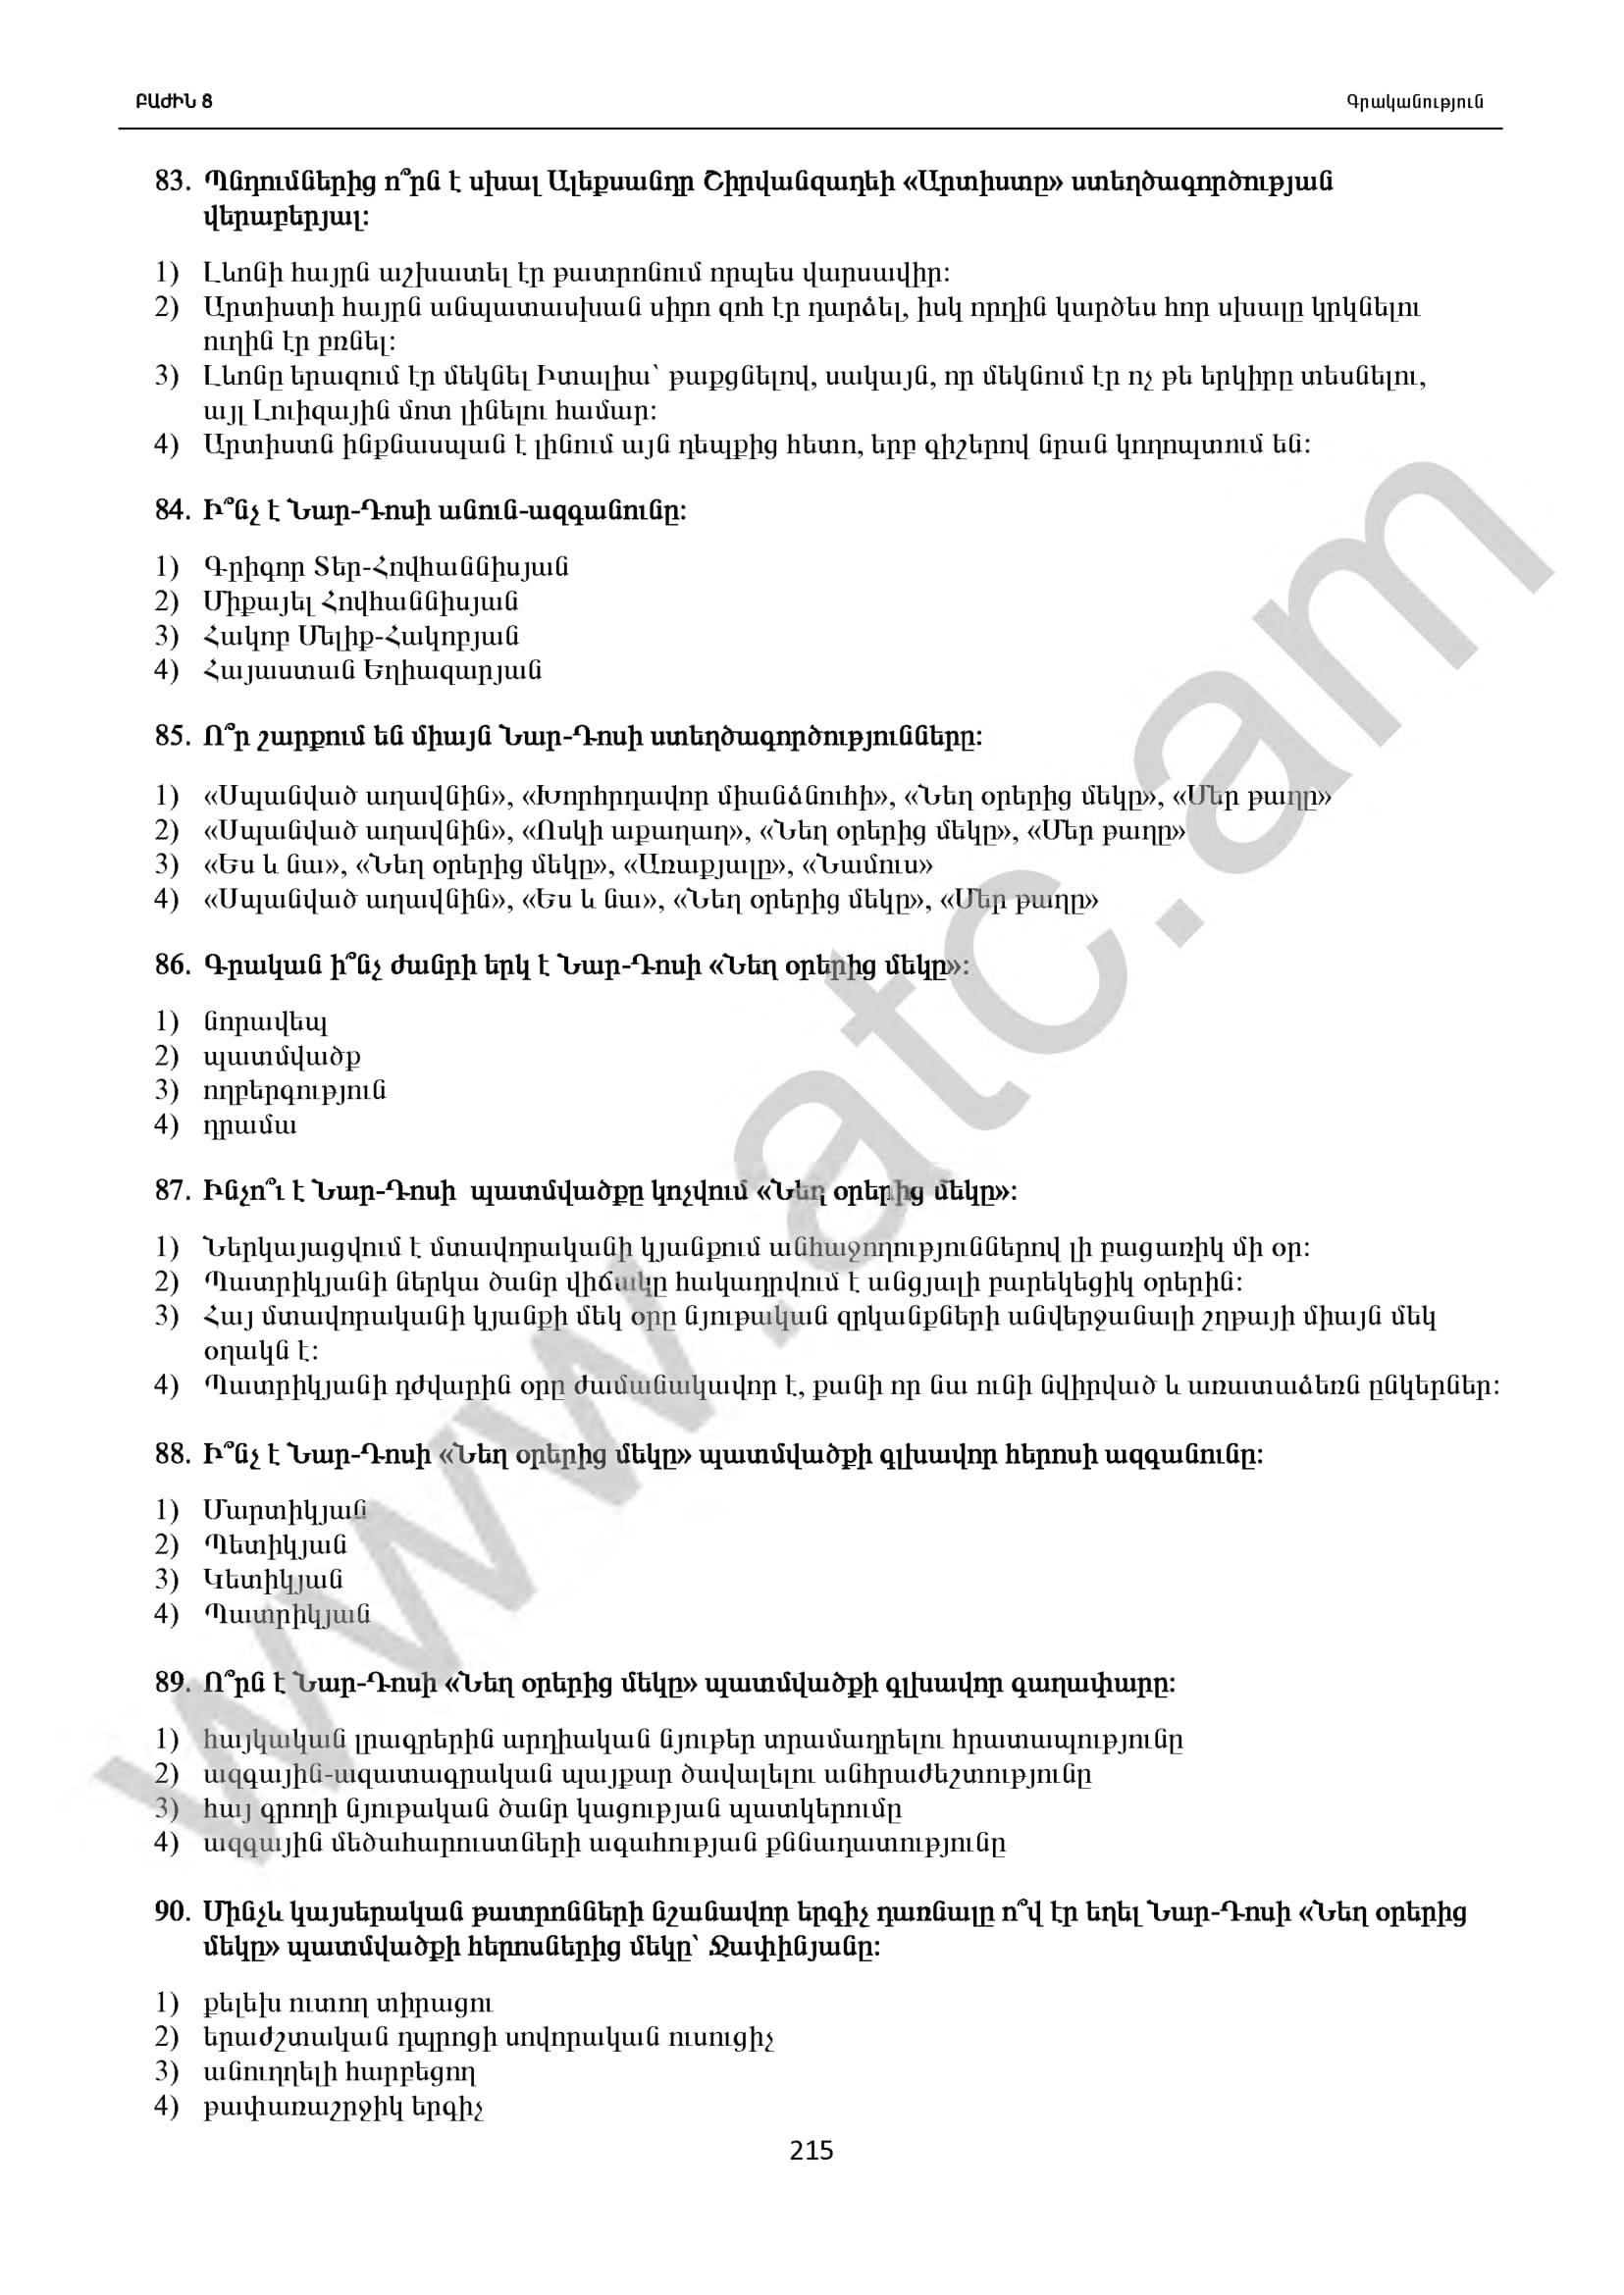 ԲԱԺԻՆ 8
Գրականություն
83. Պնդումներից ո՞րն է սխալ Ալեքսանդր Շիրվանզադեի «Արտիստը» ստեղծագործության
վերաբերյալ:
1) Լևոնի հայրն աշխատել էր թատրոնում որպես վարսավիր:
2) Արտիստի հայրն անպատասխան սիրո զոհ էր դարձել, իսկ որդին կարծես հոր սխալը կրկնելու
ուղին էր բռնել:
3) Լևոնը երազում էր մեկնել Իտալիա՝ թաքցնելով, սակայն, որ մեկնում էր ոչ թե երկիրը տեսնելու,
այլ Լուիզային մոտ լինելու համար:
4) Արտիստն ինքնասպան է լինում այն դեպքից հետո, երբ գիշերով նրան կողոպտում են:
84. Ի՞նչ է Նար-Դոսի անուն-ազգանունը:
1) Գրիգոր Տեր-Հովհաննիսյան
2) Միքայել Հովհաննիսյան
3) Հակոբ Մելիք-Հակոբյան
4) Հայաստան Եղիազարյան
85. Ո՞ր շարքում են միայն Նար-Դոսի ստեղծագործությունները:
1) «Սպանված աղավնին», «Խորհրդավոր միանձնուհի», «Նեղ օրերից մեկը», «Մեր թաղը»
2) «Սպանված աղավնին», «Ոսկի աքաղաղ», «Նեղ օրերից մեկը», «Մեր թաղը»
3) «Ես և նա», «Նեղ օրերից մեկը», «Առաքյալը», «Նամուս»
4) «Սպանված աղավնին», «Ես և նա», «Նեղ օրերից մեկը», «Մեր թաղը»
86. Գրական ի՞նչ ժանրի երկ է Նար-Դոսի «Նեղ օրերից մեկը»:
1) նորավեպ
2) պատմվածք
3) ողբերգություն
4) դրամա
87. Ինչո՞ւ է Նար-Դոսի պատմվածքը կոչվում «Նեղ օրերից մեկը»:
1) Ներկայացվում է մտավորականի կյանքում անհաջողություններով լի բացառիկ մի օր:
2) Պատրիկյանի ներկա ծանր վիճակը հակադրվում է անցյալի բարեկեցիկ օրերին:
3) Հայ մտավորականի կյանքի մեկ օրը նյութական զրկանքների անվերջանալի շղթայի միայն մեկ
օղակն է:
4) Պատրիկյանի դժվարին օրը ժամանակավոր է, քանի որ նա ունի նվիրված և առատաձեռն ընկերներ:
88. Ի՞նչ է Նար-Դոսի «Նեղ օրերից մեկը» պատմվածքի գլխավոր հերոսի ազգանունը:
1) Մարտիկյան
2) Պետիկյան
3) Կետիկյան
4) Պատրիկյան
89. Ո՞րն է Նար-Դոսի «Նեղ օրերից մեկը» պատմվածքի գլխավոր գաղափարը:
1) հայկական լրագրերին արդիական նյութեր տրամադրելու հրատապությունը
2) ազգային-ազատագրական պայքար ծավալելու անհրաժեշտությունը
3) հայ գրողի նյութական ծանր կացության պատկերումը
4) ազգային մեծահարուստների ագահության քննադատությունը
90. Մինչև կայսերական թատրոնների նշանավոր երգիչ դառնալը ո՞վ էր եղել Նար-Դոսի «Նեղ օրերից
մեկը» պատմվածքի հերոսներից մեկը՝ Ջափինյանը:
1) քելեխ ուտող տիրացու
2) երաժշտական դպրոցի սովորական ուսուցիչ
3) անուղղելի հարբեցող
4) թափառաշրջիկ երգիչ
215
www.atc.am